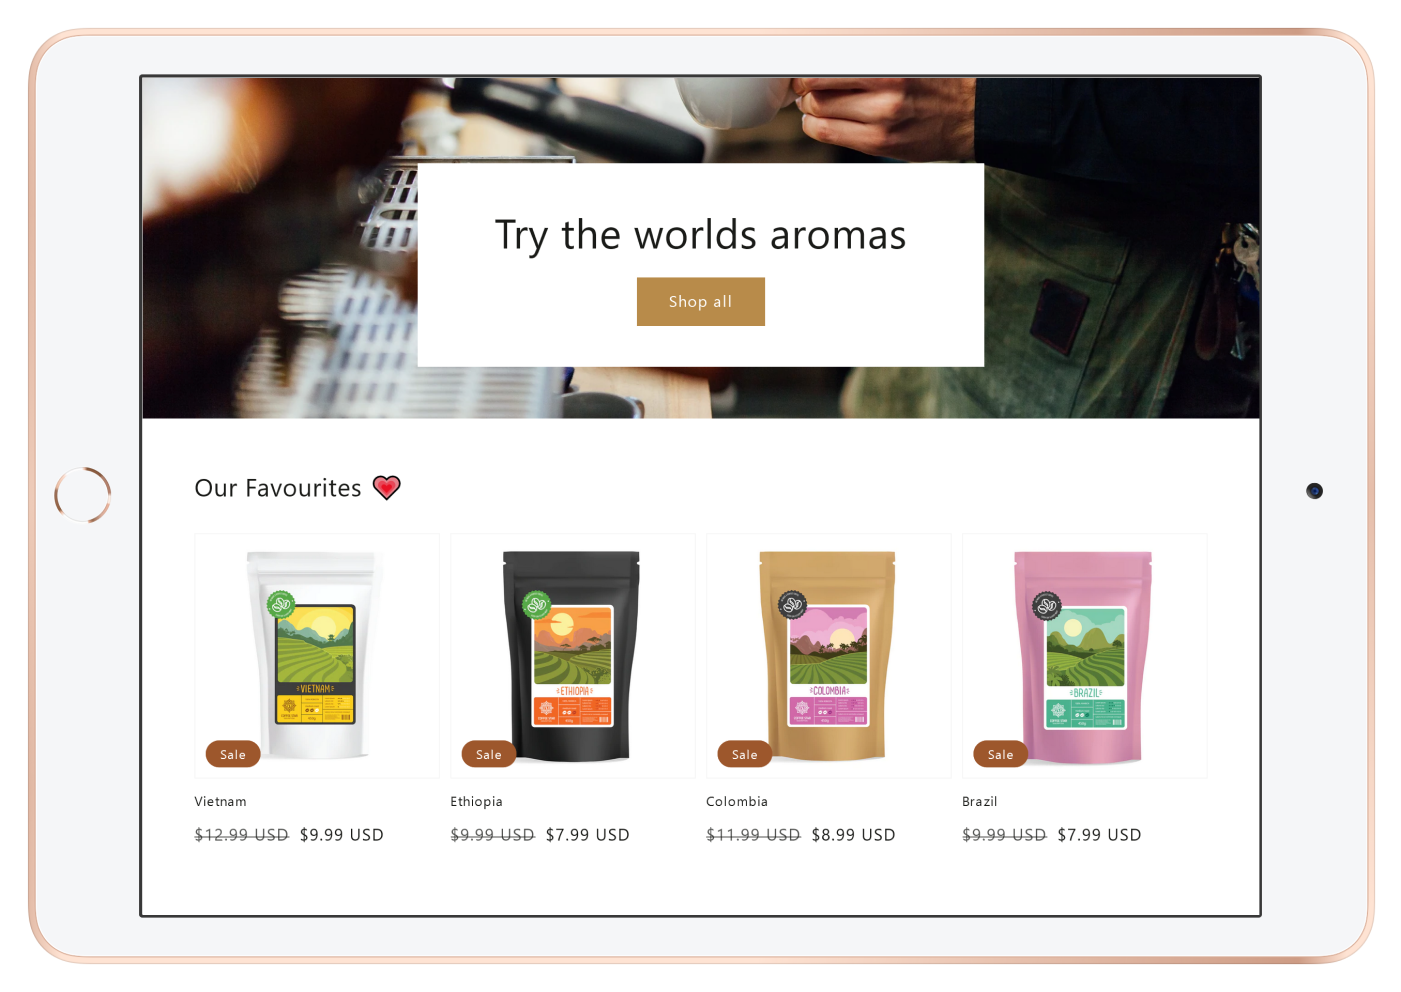 Try the worlds aromas
Shop all
Our Favourites
VIETNAM
ETHIOPIA
COLOMBIA
BRAZIL
Sale
Sale
Sale
Sale
Vietnam
Ethiopia
Colombia
Brazil
$12.99 USD $9.99 USD
$9.99 USD $7.99 USD
$11.99 USD $8.99 USD
$9.99 USD $7.99 USD